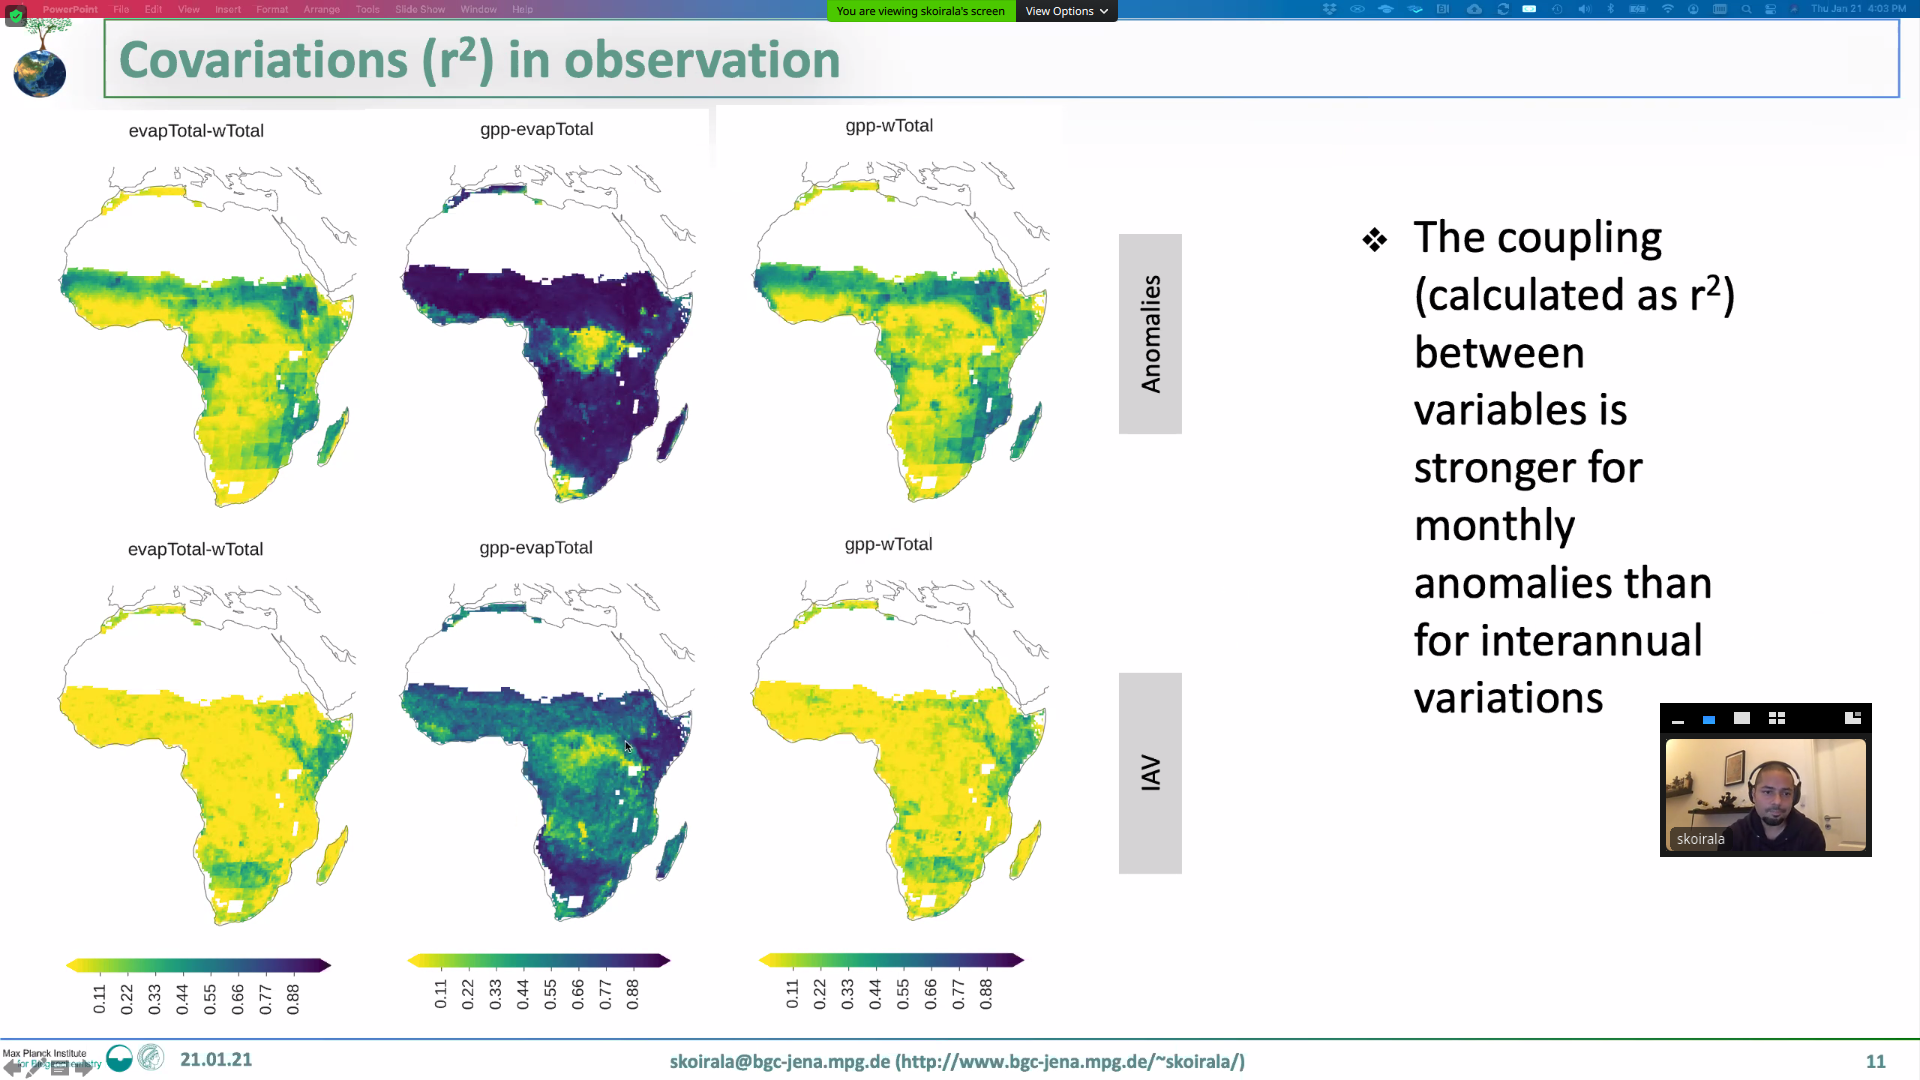 PowerPoint File Edit View Insert Format Arrange Tools Slide Show Window Help
You are viewing skoirala's screen View Options
Thu Jan 21 4:03 PM
Covariations (r²) in observation
evapTotal-wTotal gpp-evapTotal gpp-wTotal
Anomalies
❖ The coupling
(calculated as r²)
between
variables is
stronger for
monthly
anomalies than
for interannual
variations
evapTotal-wTotal gpp-evapTotal gpp-wTotal
IAV
skoirala
0.11 0.22 0.33 0.44 0.55 0.66 0.77 0.88
0.11 0.22 0.33 0.44 0.55 0.66 0.77 0.88
0.11 0.22 0.33 0.44 0.55 0.66 0.77 0.88
Max Planck Institute
for Biogeochemistry
21.01.21
skoirala@bgc-jena.mpg.de (http://www.bgc-jena.mpg.de/~skoirala/)
11